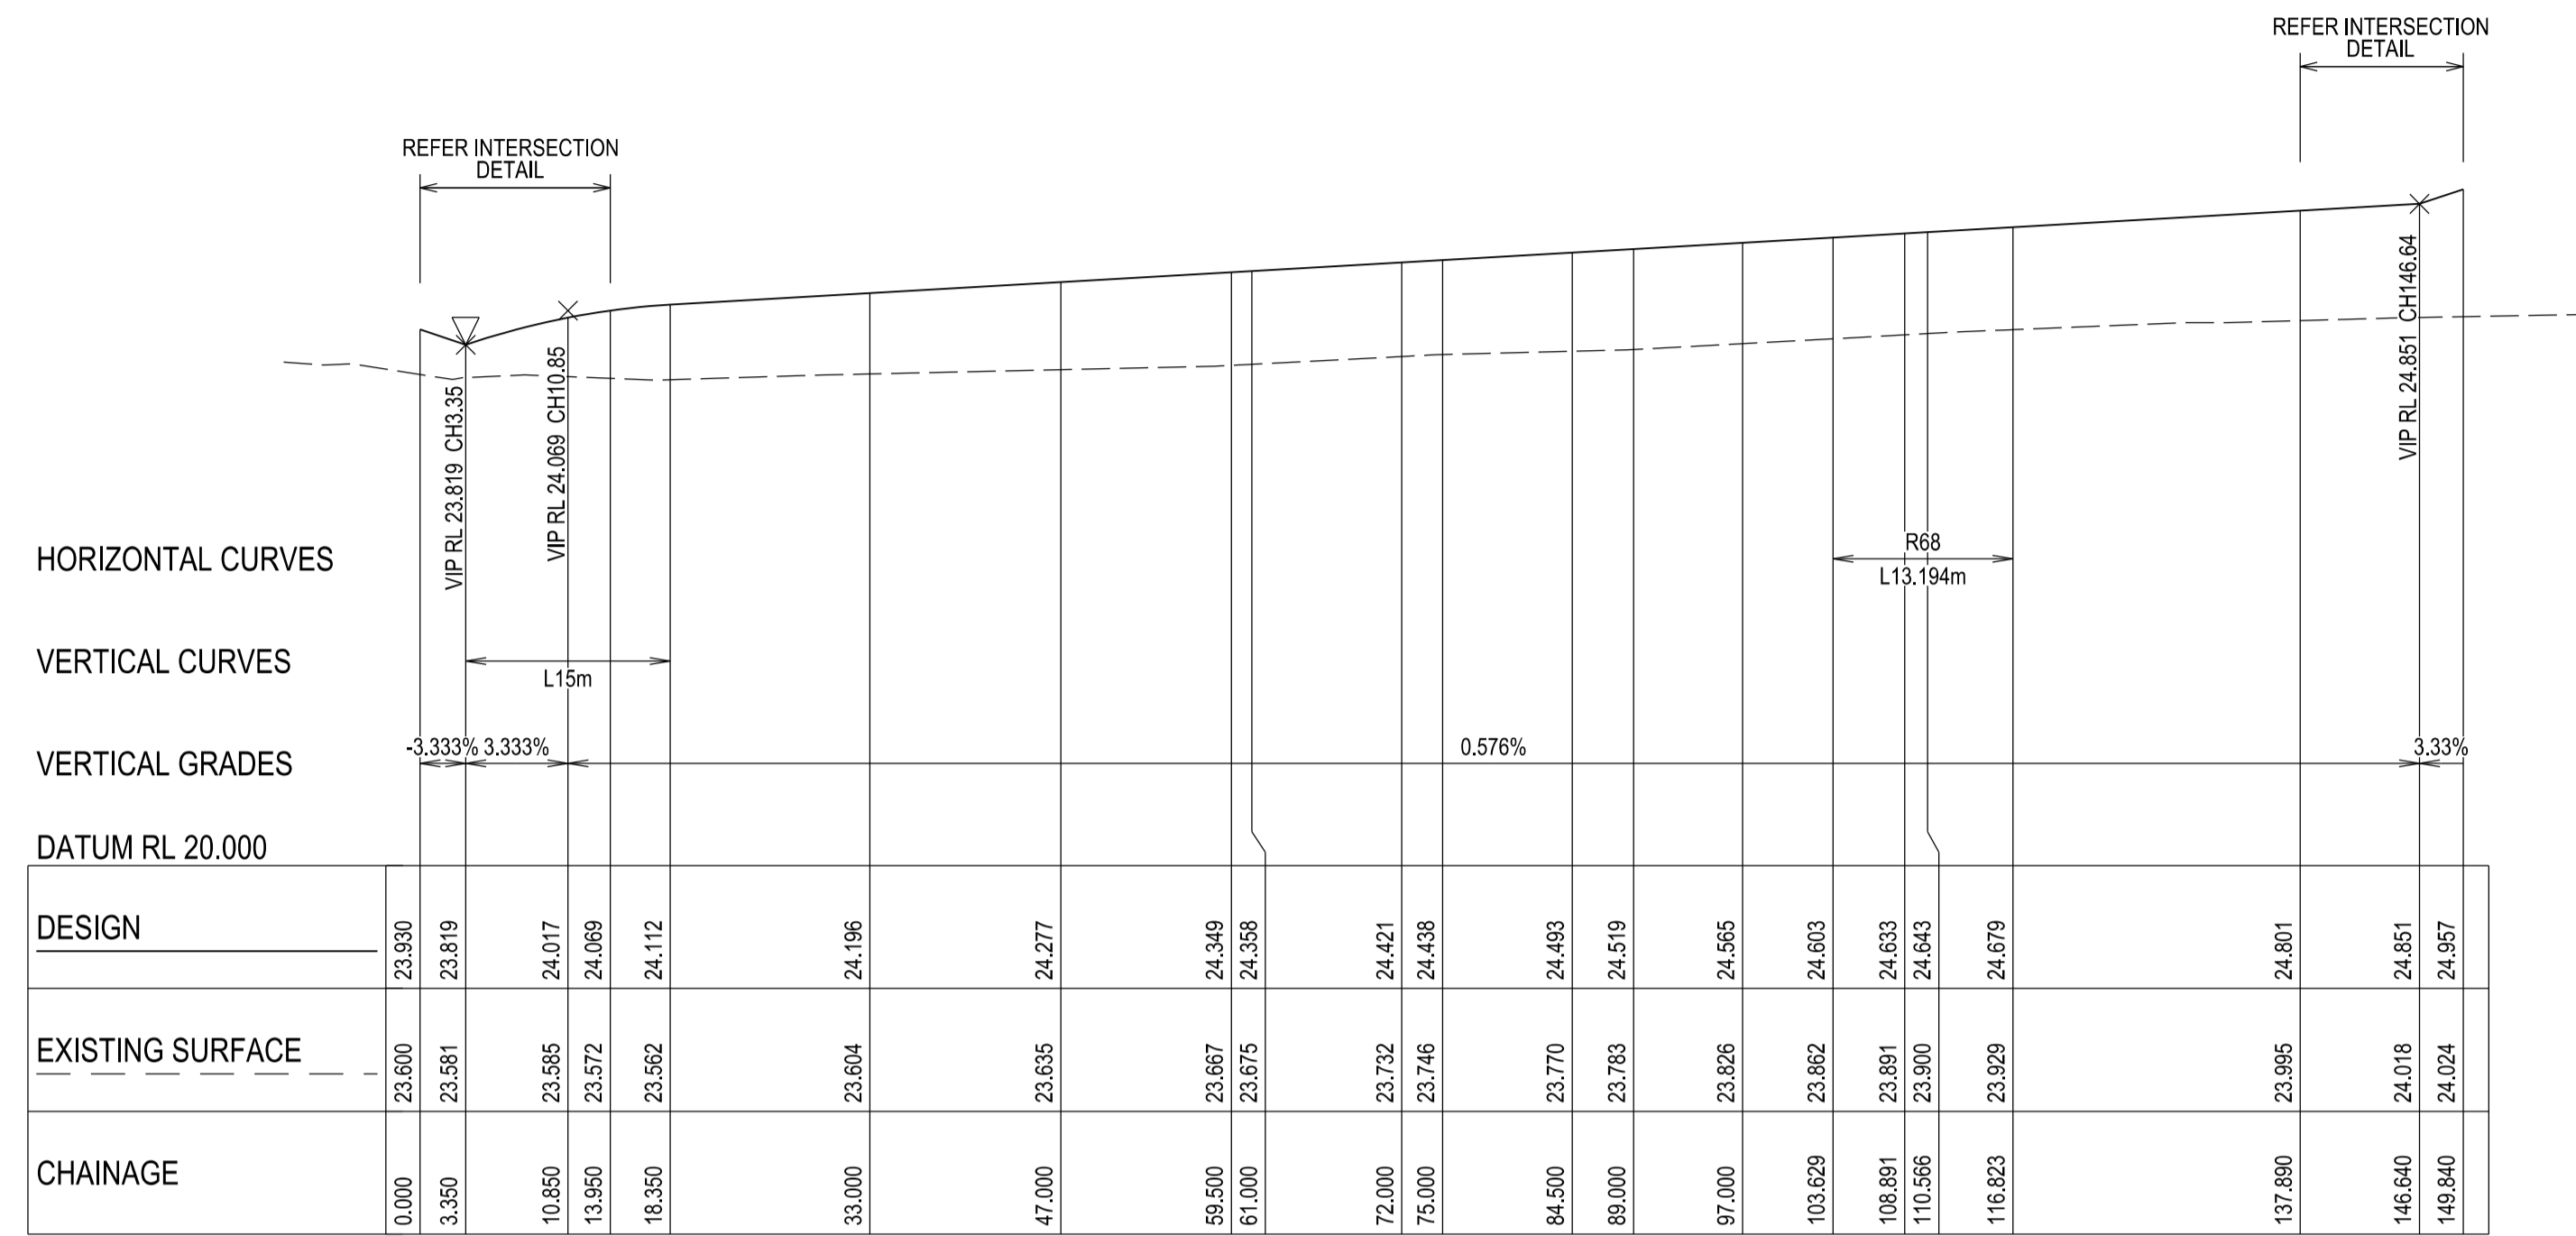 REFER INTERSECTION
DETAIL
REFER INTERSECTION
DETAIL
VIP RL 23.819 CH3.35
VIP RL 24.069 CH10.85
VIP RL 24.851 CH146.64
HORIZONTAL CURVES
R68
L13.194m
VERTICAL CURVES
L15m
VERTICAL GRADES
-3.333% 3.333% 0.576% 3.33%
DATUM RL 20.000
DESIGN 23.930 23.819 24.017 24.069 24.112 24.196 24.277 24.349 24.358 24.421 24.438 24.493 24.519 24.565 24.603 24.633 24.643 24.679 24.801 24.851 24.957
EXISTING SURFACE 23.600 23.581 23.585 23.572 23.562 23.604 23.635 23.667 23.675 23.732 23.746 23.770 23.783 23.826 23.862 23.891 23.900 23.929 23.995 24.018 24.024
CHAINAGE 0.000 3.350 10.850 13.950 18.350 33.000 47.000 59.500 61.000 72.000 75.000 84.500 89.000 97.000 103.629 108.891 110.566 116.823 137.890 146.640 149.840